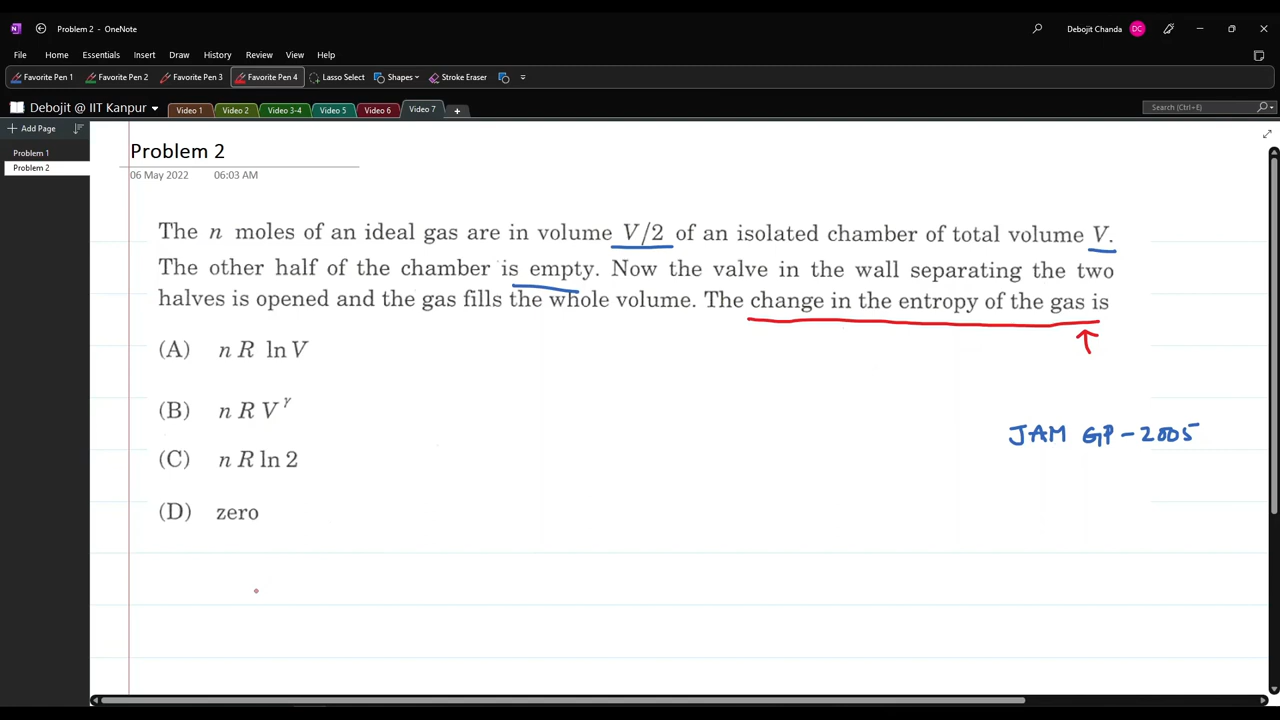 Problem 2 - OneNote
Debojit Chanda DC
File Home Essentials Insert Draw History Review View Help
Favorite Pen 1 Favorite Pen 2 Favorite Pen 3 Favorite Pen 4 Lasso Select Shapes Stroke Eraser
Debojit @ IIT Kanpur Video 1 Video 2 Video 3-4 Video 5 Video 6 Video 7 + Search (Ctrl+E)
+ Add Page
Problem 1
Problem 2
Problem 2
06 May 2022 06:03 AM
The n moles of an ideal gas are in volume V/2 of an isolated chamber of total volume V.
The other half of the chamber is empty. Now the valve in the wall separating the two
halves is opened and the gas fills the whole volume. The change in the entropy of the gas is
(A) n R ln V
(B) n R V^γ
JAM GP-2005
(C) n R ln 2
(D) zero